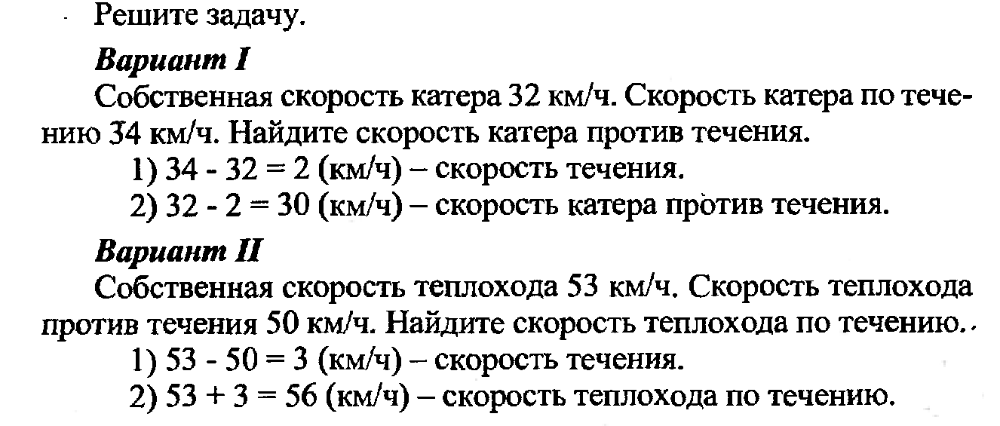 Решите задачу.
Вариант I
Собственная скорость катера 32 км/ч. Скорость катера по тече-
нию 34 км/ч. Найдите скорость катера против течения.
1) 34 - 32 = 2 (км/ч) – скорость течения.
2) 32 - 2 = 30 (км/ч) – скорость катера против течения.
Вариант II
Собственная скорость теплохода 53 км/ч. Скорость теплохода
против течения 50 км/ч. Найдите скорость теплохода по течению..
1) 53 - 50 = 3 (км/ч) – скорость течения.
2) 53 + 3 = 56 (км/ч) – скорость теплохода по течению.